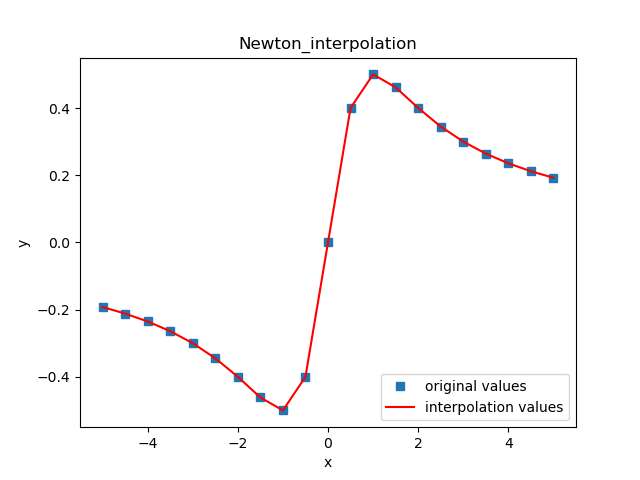 Newton_interpolation
y
0.4
0.2
0.0
−0.2
−0.4
−4
−2
0
2
4
x
original values
interpolation values